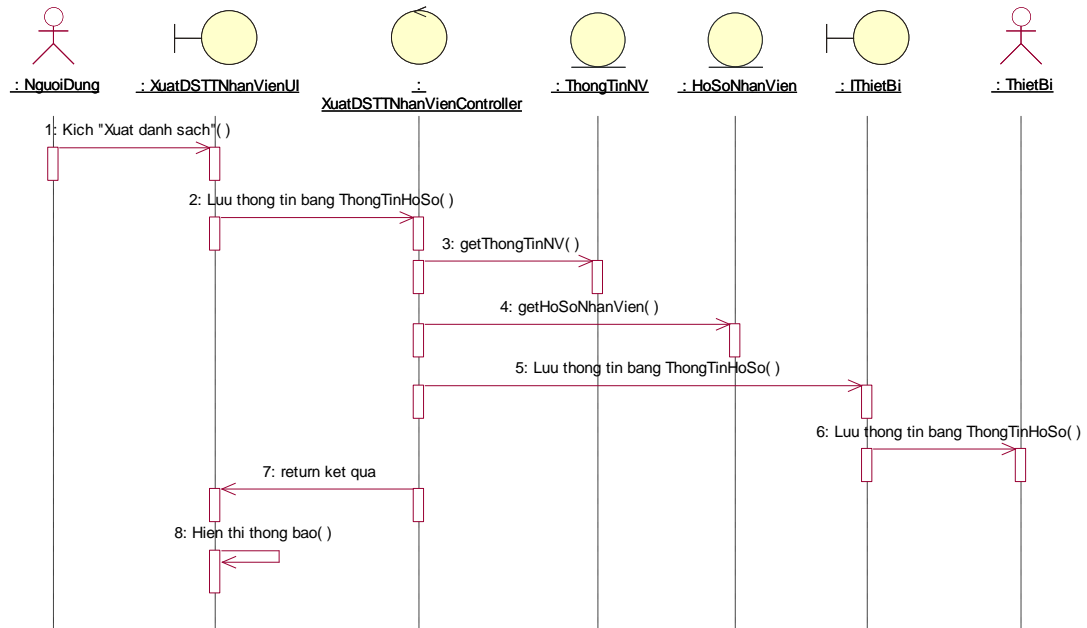 : NguoiDung
: XuatDSTTNhanVienUI
:
XuatDSTTNhanVienController
: ThongTinNV
: HoSoNhanVien
: IThietBi
: ThietBi
1: Kich "Xuat danh sach"( )
2: Luu thong tin bang ThongTinHoSo( )
3: getThongTinNV( )
4: getHoSoNhanVien( )
5: Luu thong tin bang ThongTinHoSo( )
6: Luu thong tin bang ThongTinHoSo( )
7: return ket qua
8: Hien thi thong bao( )